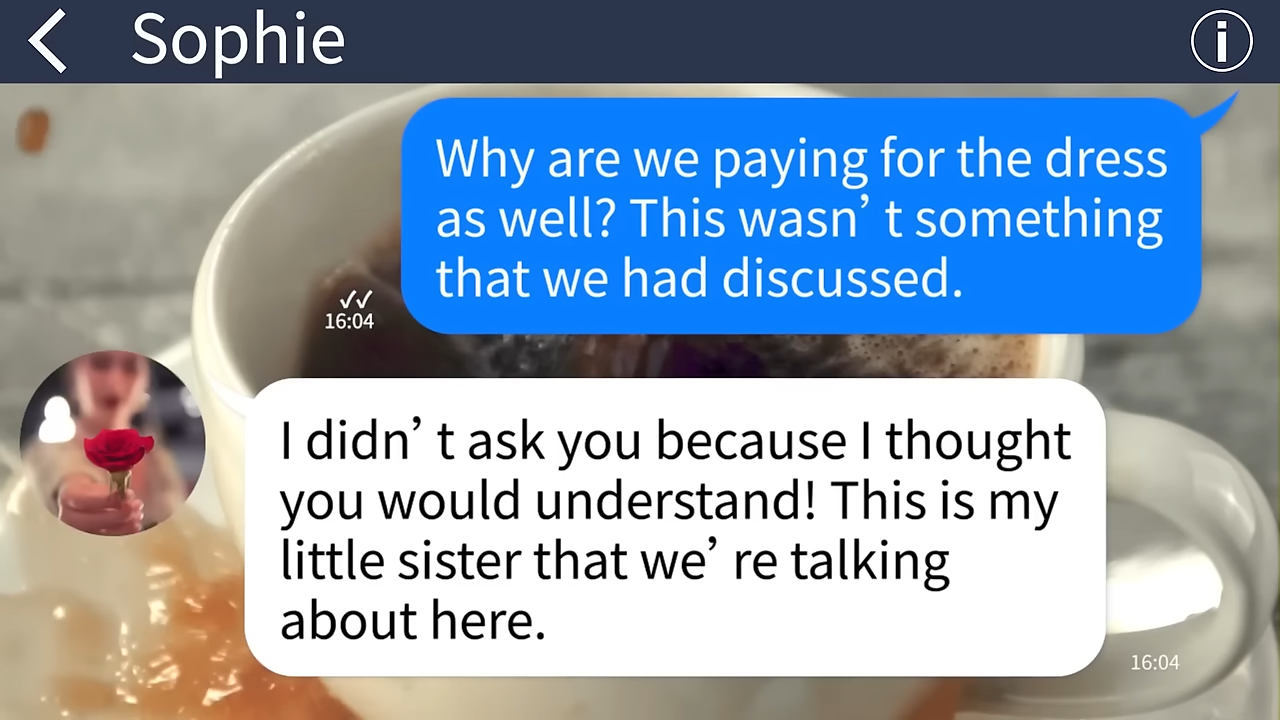 Sophie
Why are we paying for the dress
as well? This wasn’ t something
that we had discussed.
16:04
I didn’ t ask you because I thought
you would understand! This is my
little sister that we’ re talking
about here.
16:04